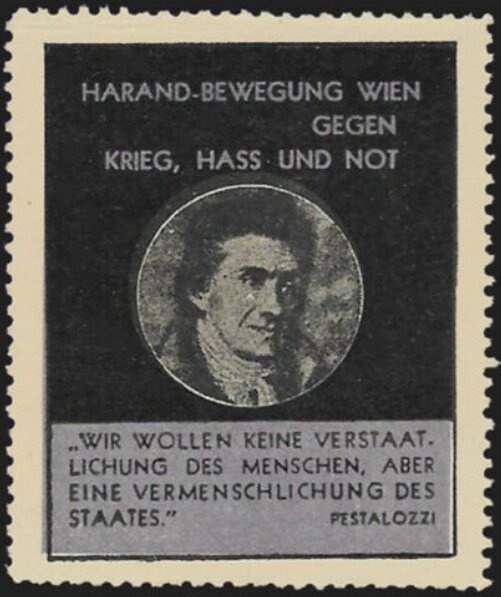 HARAND-BEWEGUNG WIEN
GEGEN
KRIEG, HASS UND NOT
„WIR WOLLEN KEINE VERSTAAT-
LICHUNG DES MENSCHEN, ABER
EINE VERMENSCHLICHUNG DES
STAATES.” PESTALOZZI